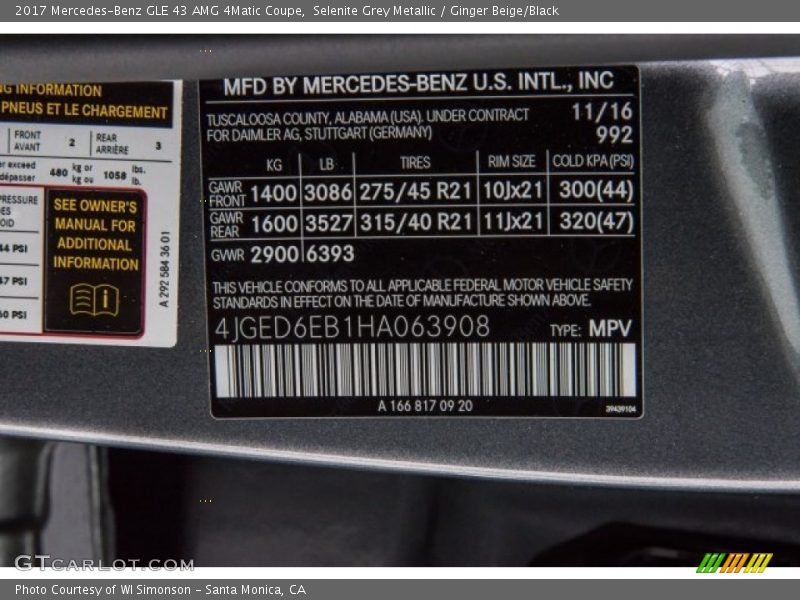 2017 Mercedes-Benz GLE 43 AMG 4Matic Coupe,  Selenite Grey Metallic / Ginger Beige/Black
NG INFORMATION
PNEUS ET LE CHARGEMENT
FRONT AVANT 2 REAR ARRIÈRE 3
er exceed dépasser 480 kg or kg ou 1058 lbs. lb.
PRESSURE
44 PSI
47 PSI
60 PSI
SEE OWNER'S
MANUAL FOR
ADDITIONAL
INFORMATION
A 292 584 36 01
MFD BY MERCEDES-BENZ U.S. INTL., INC
TUSCALOOSA COUNTY, ALABAMA (USA). UNDER CONTRACT 11/16
FOR DAIMLER AG, STUTTGART (GERMANY) 992
KG LB TIRES RIM SIZE COLD KPA(PSI)
GAWR FRONT 1400 3086 275/45 R21 10Jx21 300(44)
GAWR REAR 1600 3527 315/40 R21 11Jx21 320(47)
GWR 2900 6393
THIS VEHICLE CONFORMS TO ALL APPLICABLE FEDERAL MOTOR VEHICLE SAFETY
STANDARDS IN EFFECT ON THE DATE OF MANUFACTURE SHOWN ABOVE.
4JGED6EB1HA063908 TYPE: MPV
A 166 817 09 20
39439104
GTCARLOT.COM
Photo Courtesy of WI Simonson - Santa Monica, CA